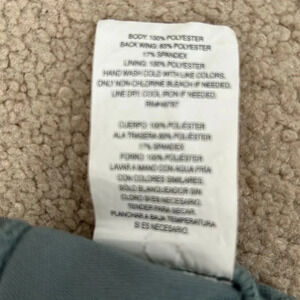 BODY: 100% POLYESTER
BACK WING: 83% POLYESTER
17% SPANDEX
LINING: 100% POLYESTER
HAND WASH COLD WITH LIKE COLORS,
ONLY NON-CHLORINE BLEACH IF NEEDED,
LINE DRY. COOL IRON IF NEEDED.
CUERPO: 100% POLIÉSTER
ALA TRASERA: 83% POLIÉSTER
17% SPANDEX
FORRO: 100% POLIÉSTER
LAVAR A MANO CON AGUA FRIA
CON COLORES SIMILARES.
SOLO BLANQUEADOR SIN
CLORO SI ES NECESARIO.
TENDER PARA SECAR.
PLANCHAR A BAJA TEMPERATURA
SI ES NECESARIO.